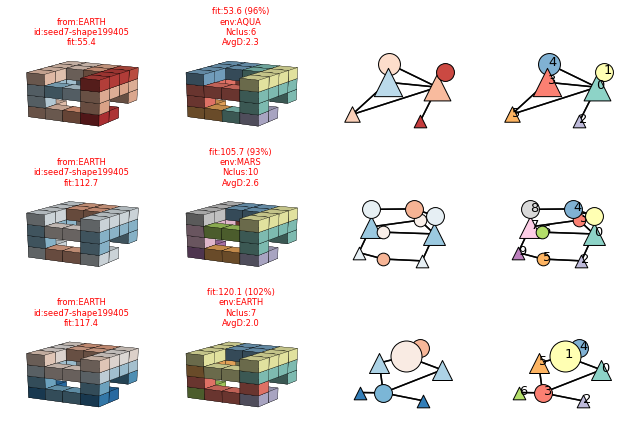 from:EARTH
id:seed7-shape199405
fit:55.4
fit:53.6 (96%)
env:AQUA
Nclus:6
AvgD:2.3
4
1
3
0
5
2
from:EARTH
id:seed7-shape199405
fit:112.7
fit:105.7 (93%)
env:MARS
Nclus:10
AvgD:2.6
8
4
1
3
7
6
0
9
5
2
from:EARTH
id:seed7-shape199405
fit:117.4
fit:120.1 (102%)
env:EARTH
Nclus:7
AvgD:2.0
4
1
5
0
6
3
2